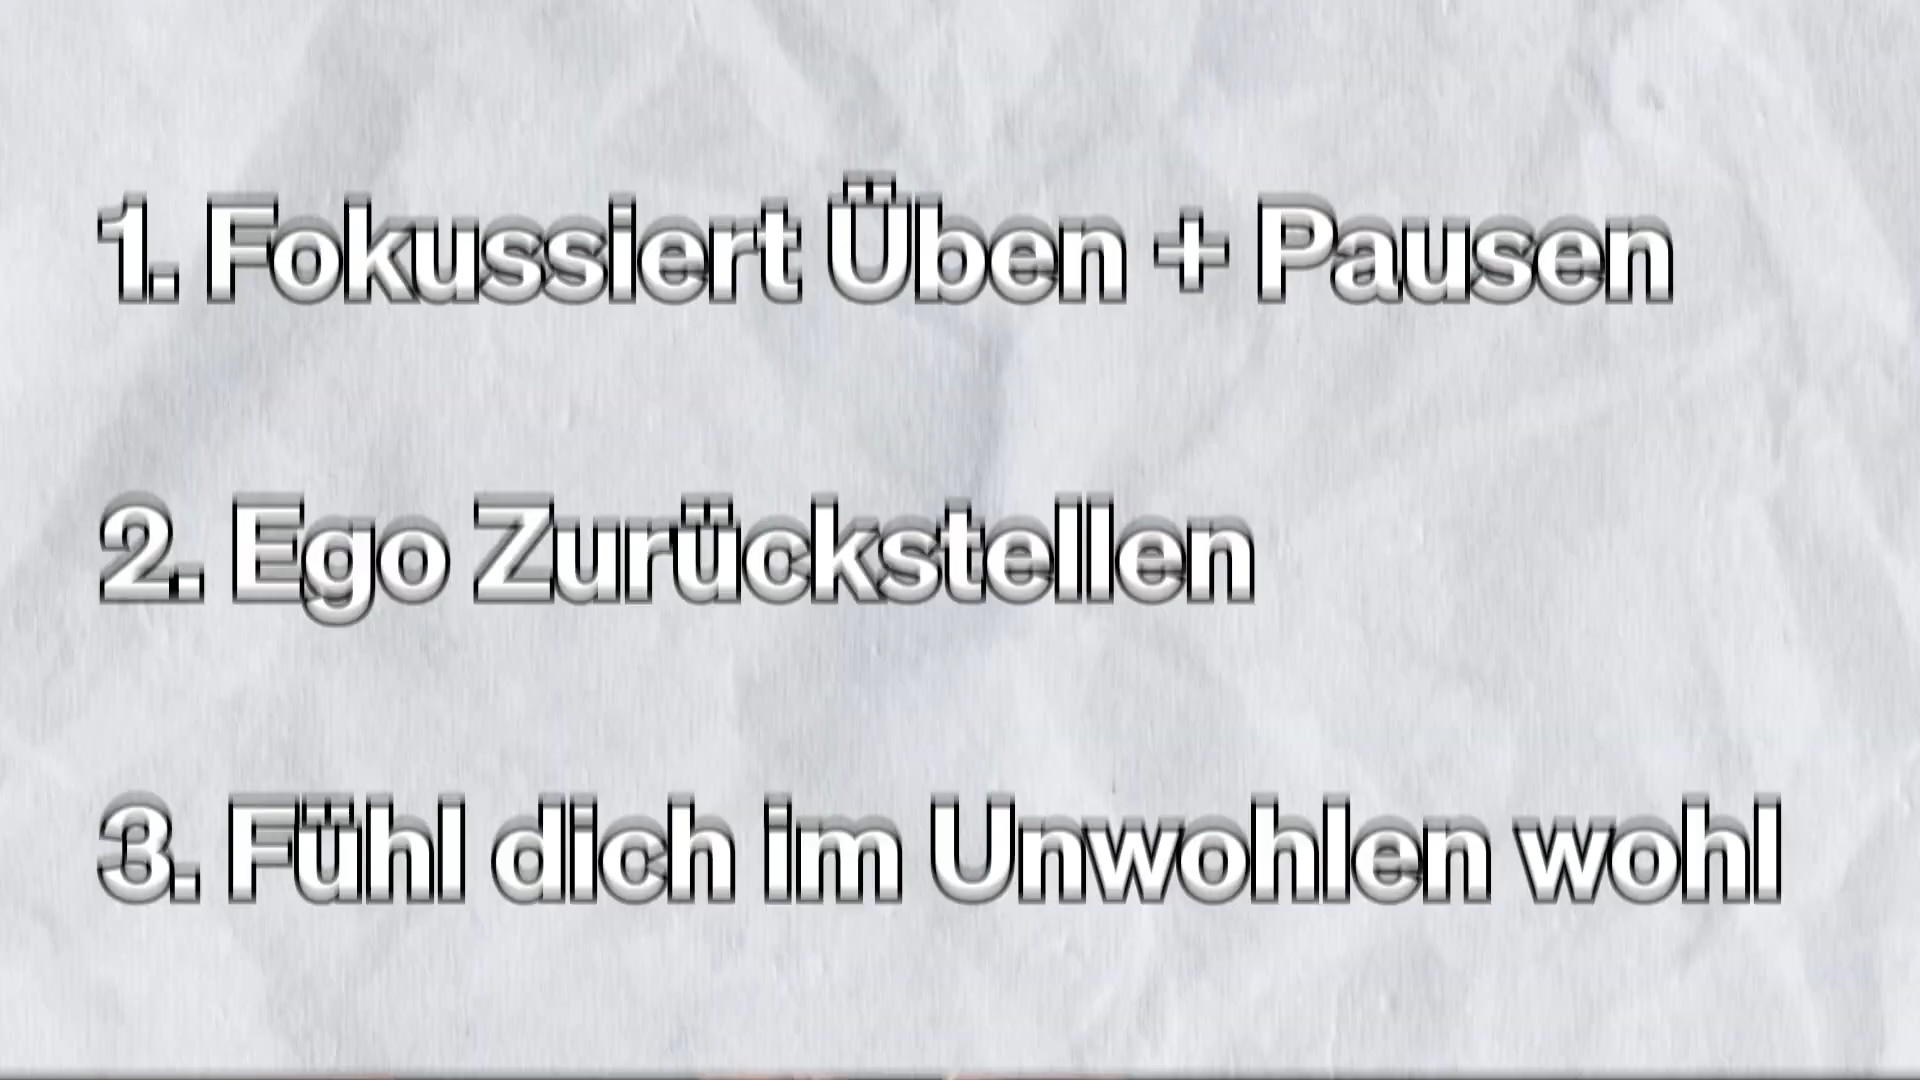 1. Fokussiert Üben + Pausen
2. Ego Zurückstellen
3. Fühl dich im Unwohlen wohl